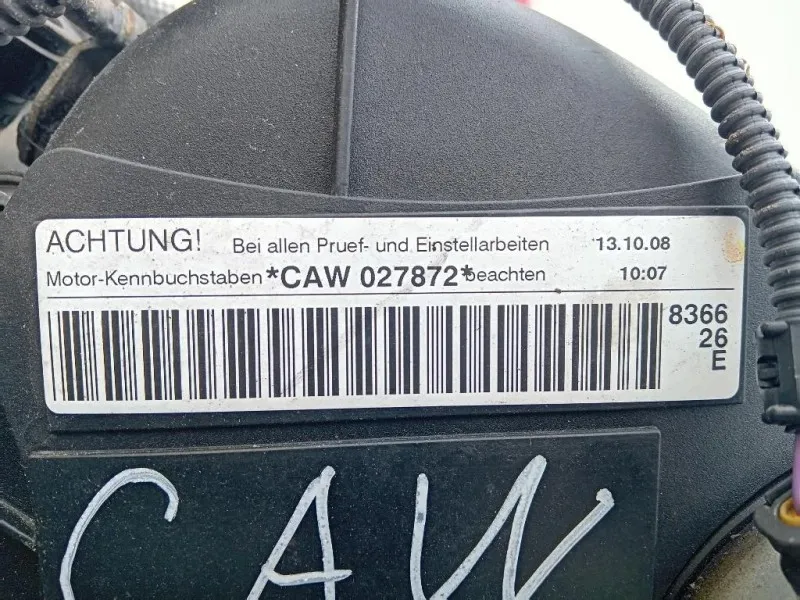 ACHTUNG! Bei allen Pruef- und Einstellarbeiten 13.10.08
Motor-Kennbuchstaben *CAW 027872* beachten 10:07
8366
26
E
CAW